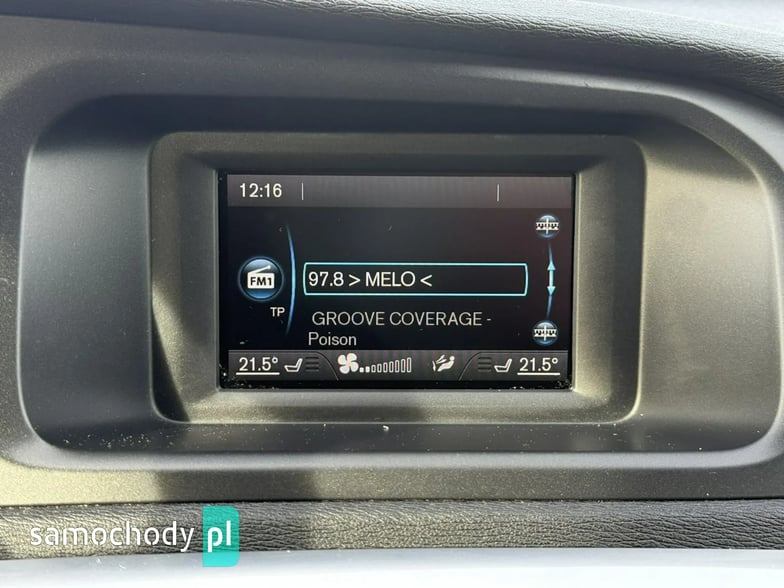 12:16
FM1
97.8 > MELO <
TP
GROOVE COVERAGE -
Poison
21.5° 21.5°
samochody pl